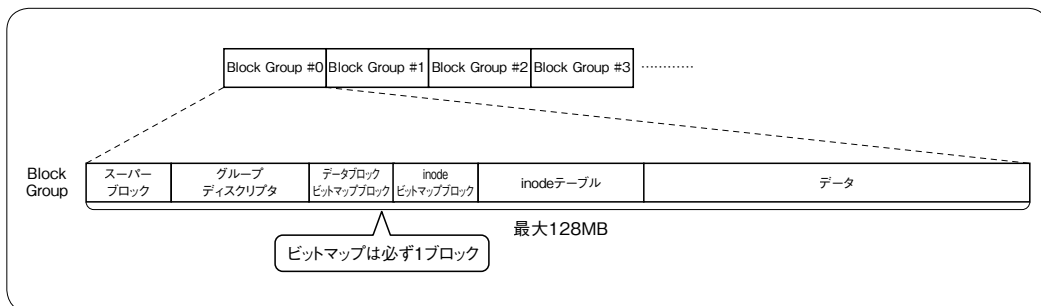 Block Group #0 Block Group #1 Block Group #2 Block Group #3 …………
Block
Group
スーパー
ブロック
グループ
ディスクリプタ
データブロック
ビットマップブロック
inode
ビットマップブロック
inodeテーブル
データ
最大128MB
ビットマップは必ず1ブロック